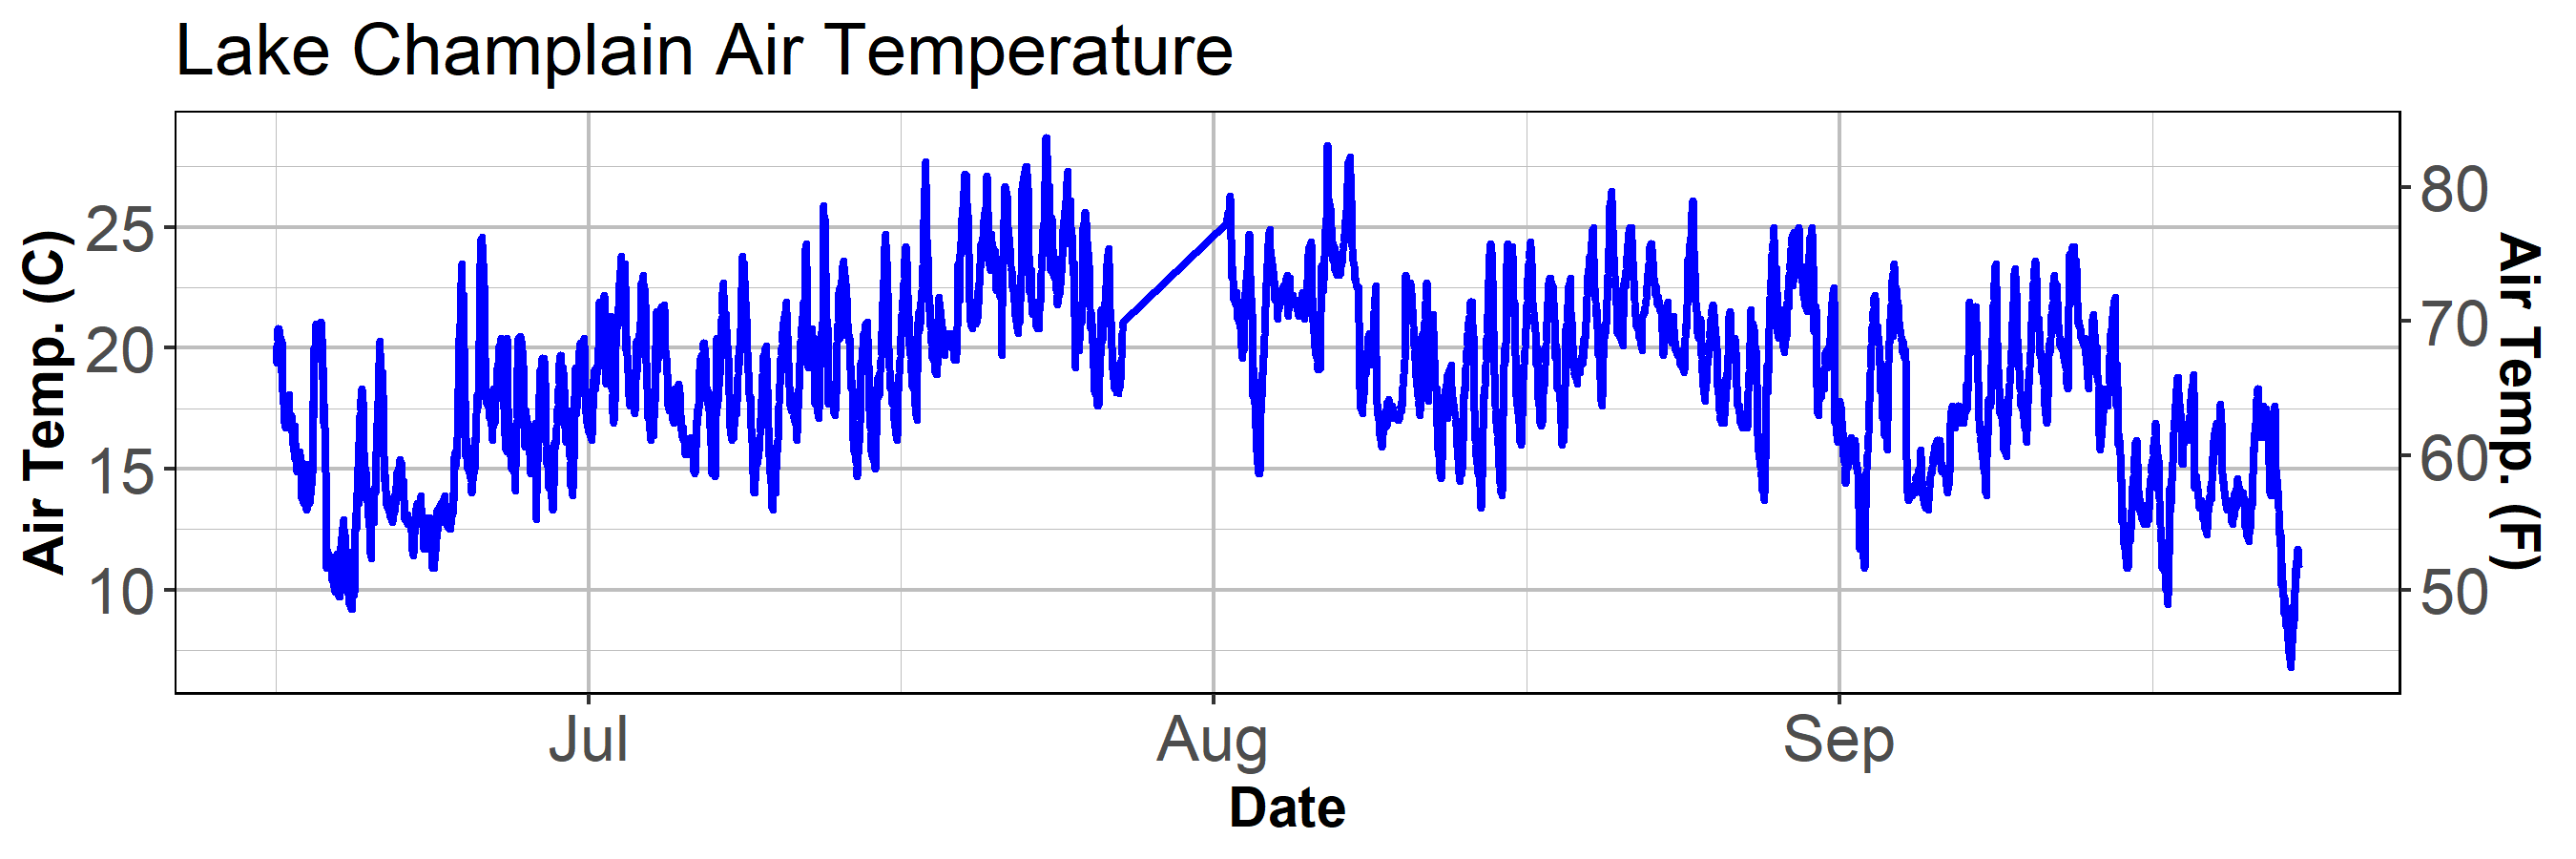 Lake Champlain Air Temperature
Air Temp. (C)
25
20
15
10
80
70
60
50
Air Temp. (F)
Jul
Aug
Sep
Date